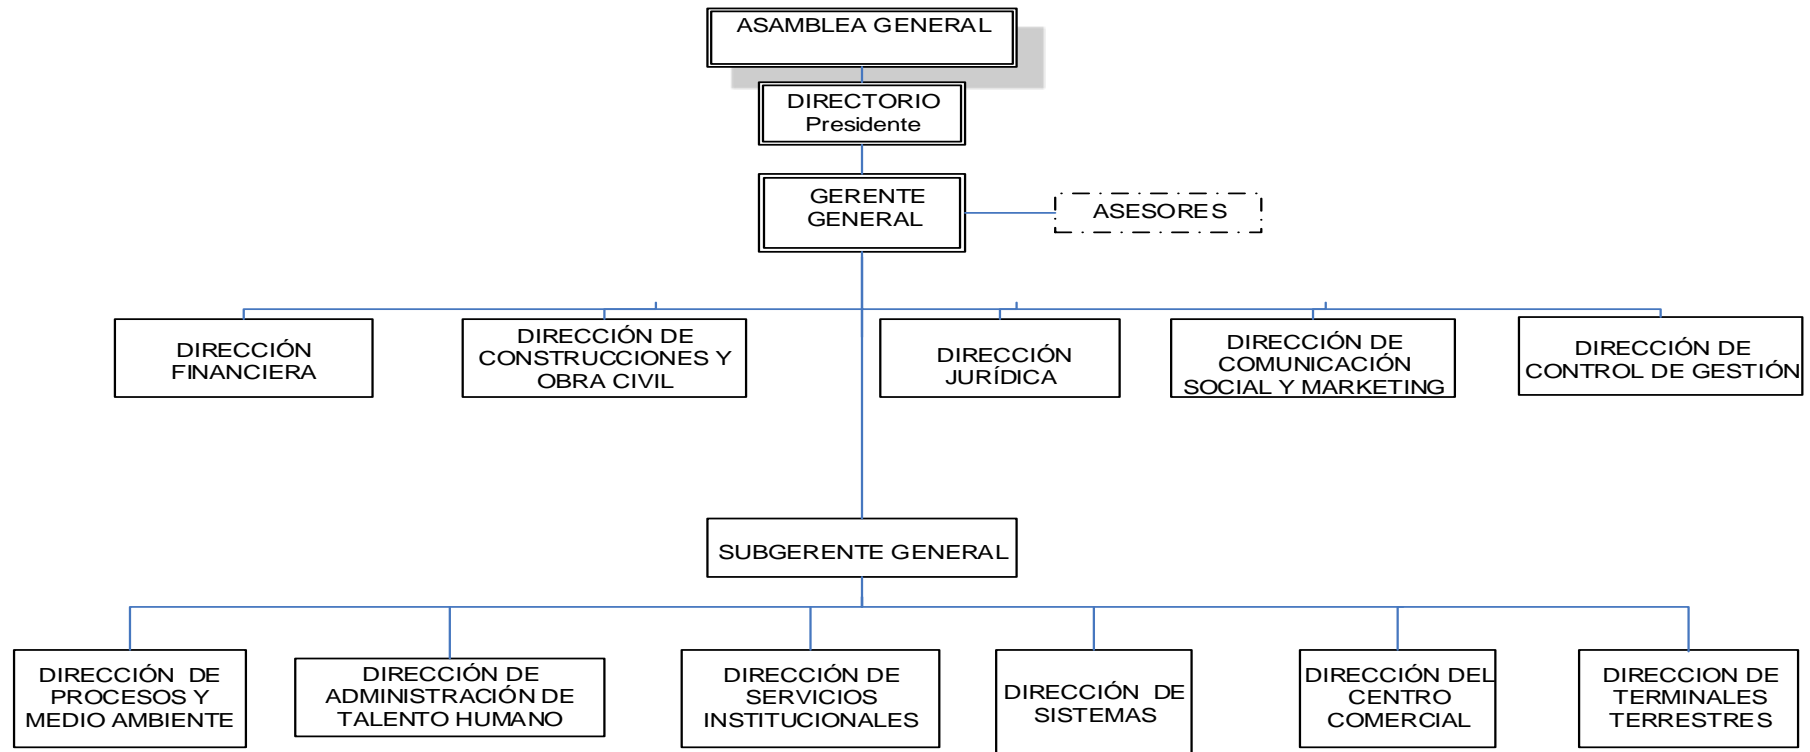 ASAMBLEA GENERAL
DIRECTORIO
Presidente
GERENTE
GENERAL
ASESORES
DIRECCIÓN
FINANCIERA
DIRECCIÓN DE
CONSTRUCCIONES Y
OBRA CIVIL
DIRECCIÓN
JURÍDICA
DIRECCIÓN DE
COMUNICACIÓN
SOCIAL Y MARKETING
DIRECCIÓN DE
CONTROL DE GESTIÓN
SUBGERENTE GENERAL
DIRECCIÓN DE
PROCESOS Y
MEDIO AMBIENTE
DIRECCIÓN DE
ADMINISTRACIÓN DE
TALENTO HUMANO
DIRECCIÓN DE
SERVICIOS
INSTITUCIONALES
DIRECCIÓN DE
SISTEMAS
DIRECCIÓN DEL
CENTRO
COMERCIAL
DIRECCION DE
TERMINALES
TERRESTRES